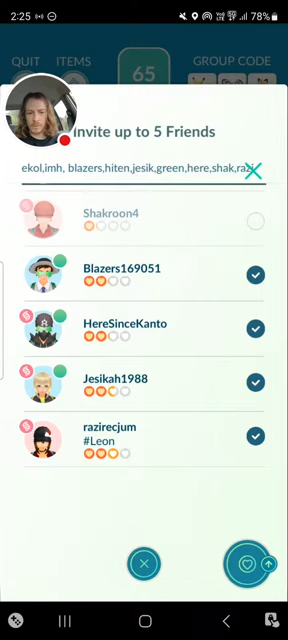 2:25
78%
QUIT
ITEMS
65
GROUP CODE
Invite up to 5 Friends
ekol,imh, blazers,hiten,jesik,green,here,shak,razi
Shakroon4
Blazers169051
HereSinceKanto
Jesikah1988
razirecjum
#Leon